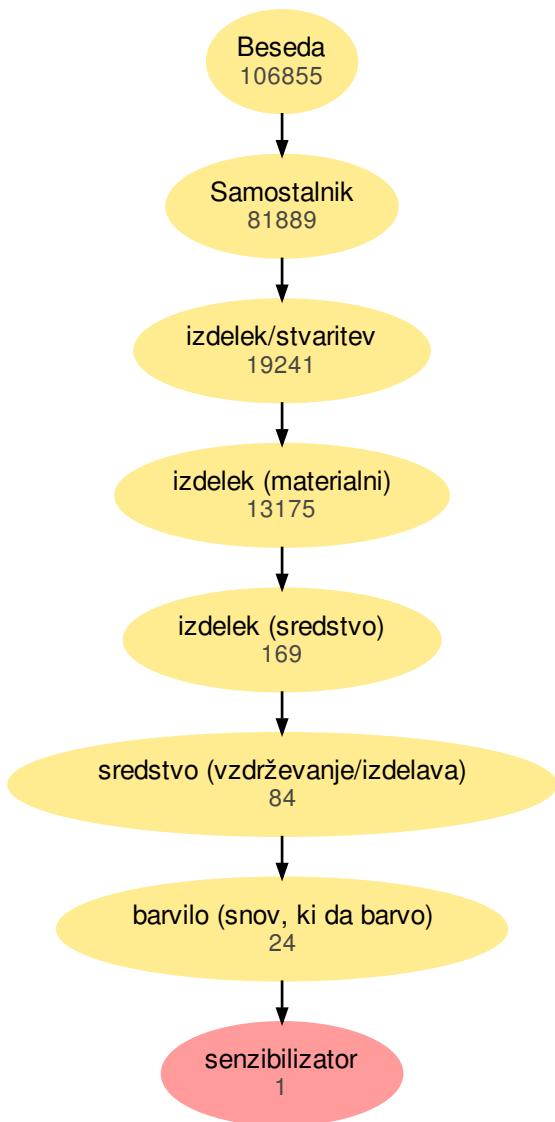 Beseda
106855
Samostalnik
81889
izdelek/stvaritev
19241
izdelek (materialni)
13175
izdelek (sredstvo)
169
sredstvo (vzdrževanje/izdelava)
84
barvilo (snov, ki da barvo)
24
senzibilizator
1